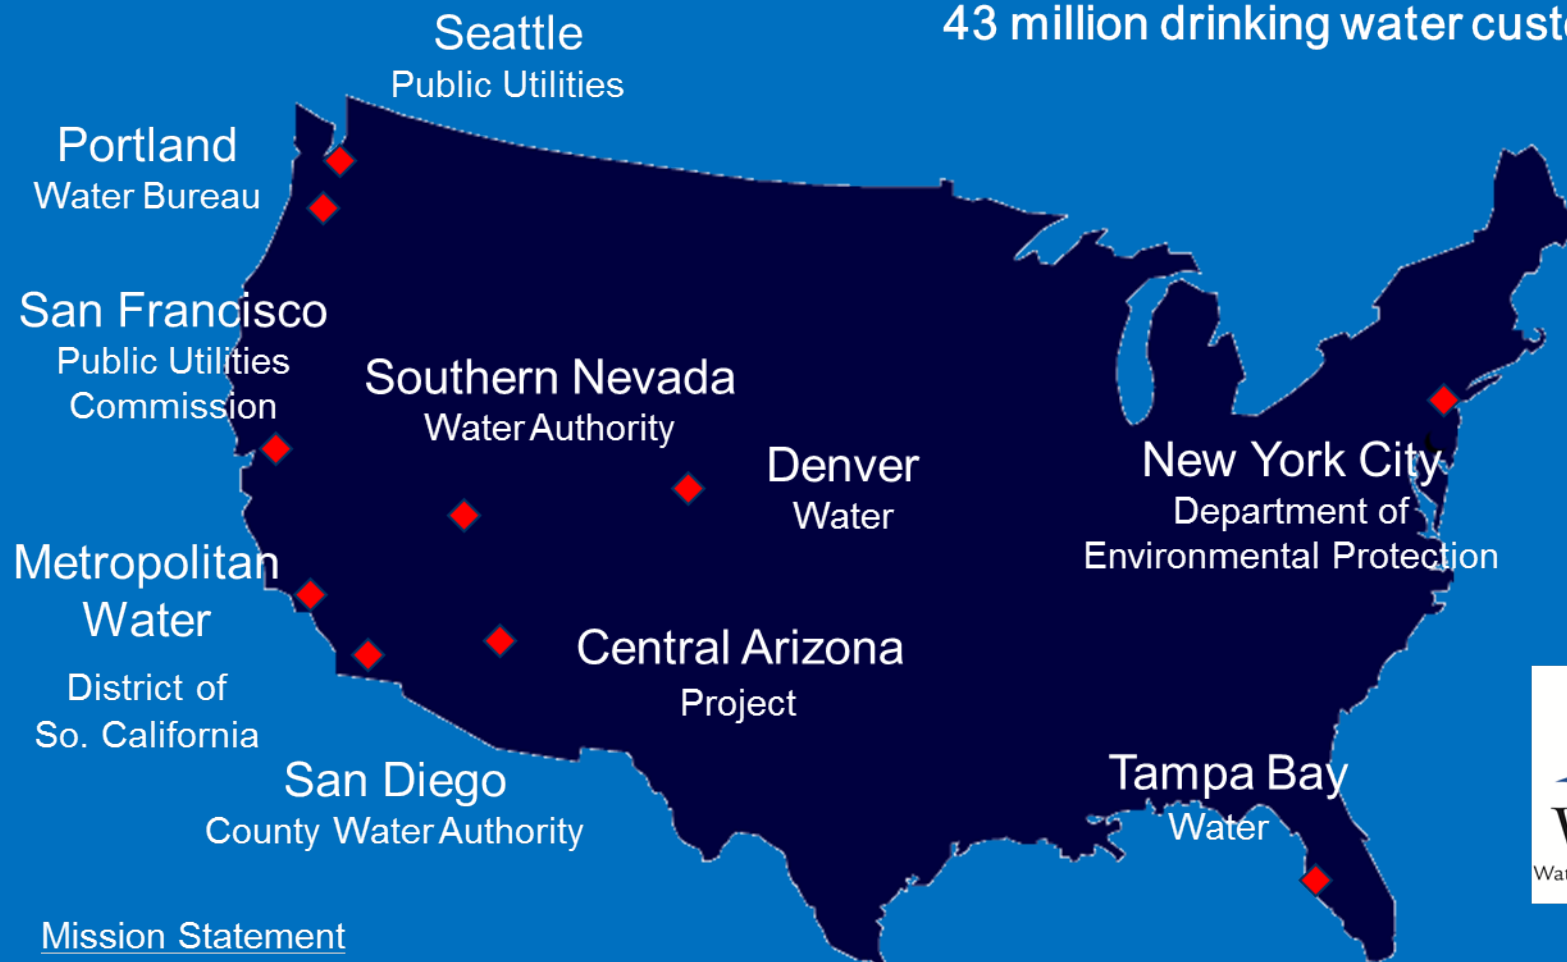 Seattle
Public Utilities
43 million drinking water
Portland
Water Bureau
San Francisco
Public Utilities
Commission
Southern Nevada
Water Authority
Denver
Water
New York City
Department of
Environmental Protection
Metropolitan
Water
District of
So. California
Central Arizona
Project
San Diego
County Water Authority
Tampa Bay
Water
Mission Statement